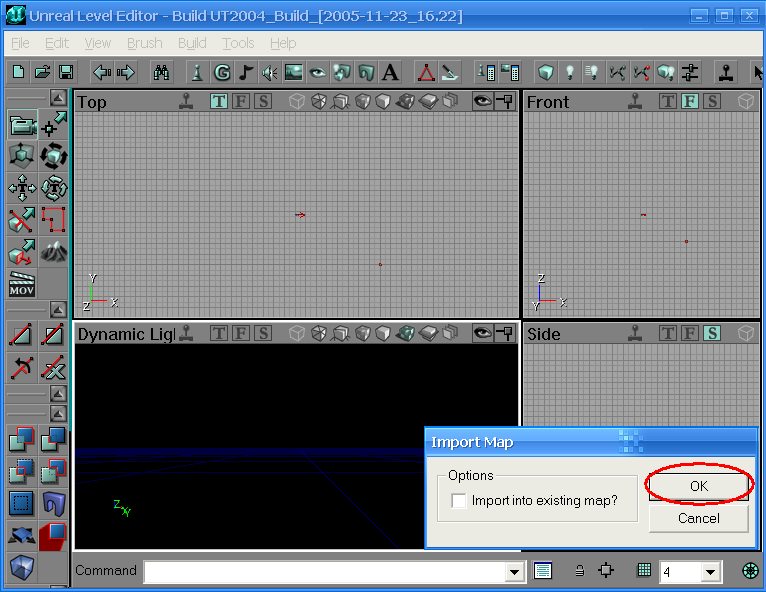 Unreal Level Editor - Build UT2004_Build_[2005-11-23_16.22]
File Edit View Brush Build Tools Help
Top T F S
Front T F S
MOV
Y
Z X
Z
Y X
Dynamic Lig T F S
Side T F S
Z X Y
Import Map
Options
Import into existing map?
OK
Cancel
Command
4